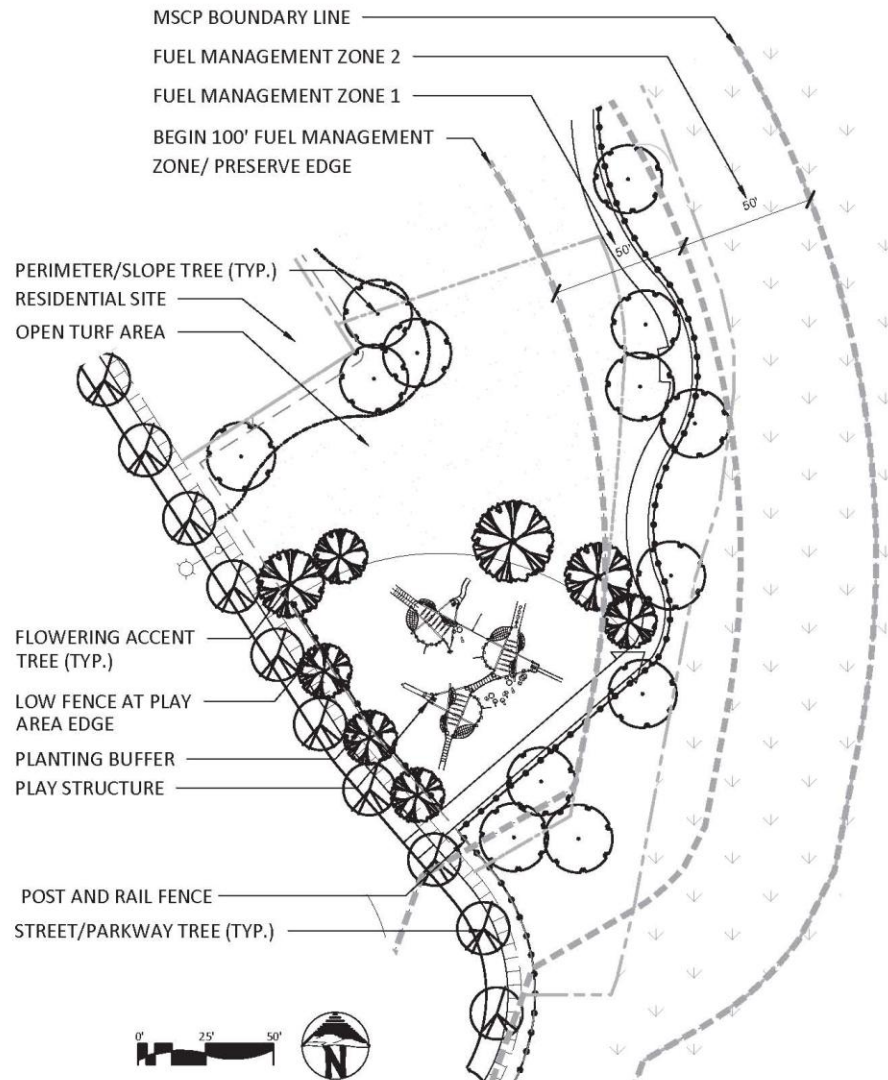 MSCP BOUNDARY LINE
FUEL MANAGEMENT ZONE 2
FUEL MANAGEMENT ZONE 1
BEGIN 100' FUEL MANAGEMENT
ZONE/ PRESERVE EDGE
50'
50'
PERIMETER/SLOPE TREE (TYP.)
RESIDENTIAL SITE
OPEN TURF AREA
FLOWERING ACCENT
TREE (TYP.)
LOW FENCE AT PLAY
AREA EDGE
PLANTING BUFFER
PLAY STRUCTURE
POST AND RAIL FENCE
STREET/PARKWAY TREE (TYP.)
0' 25' 50'
N